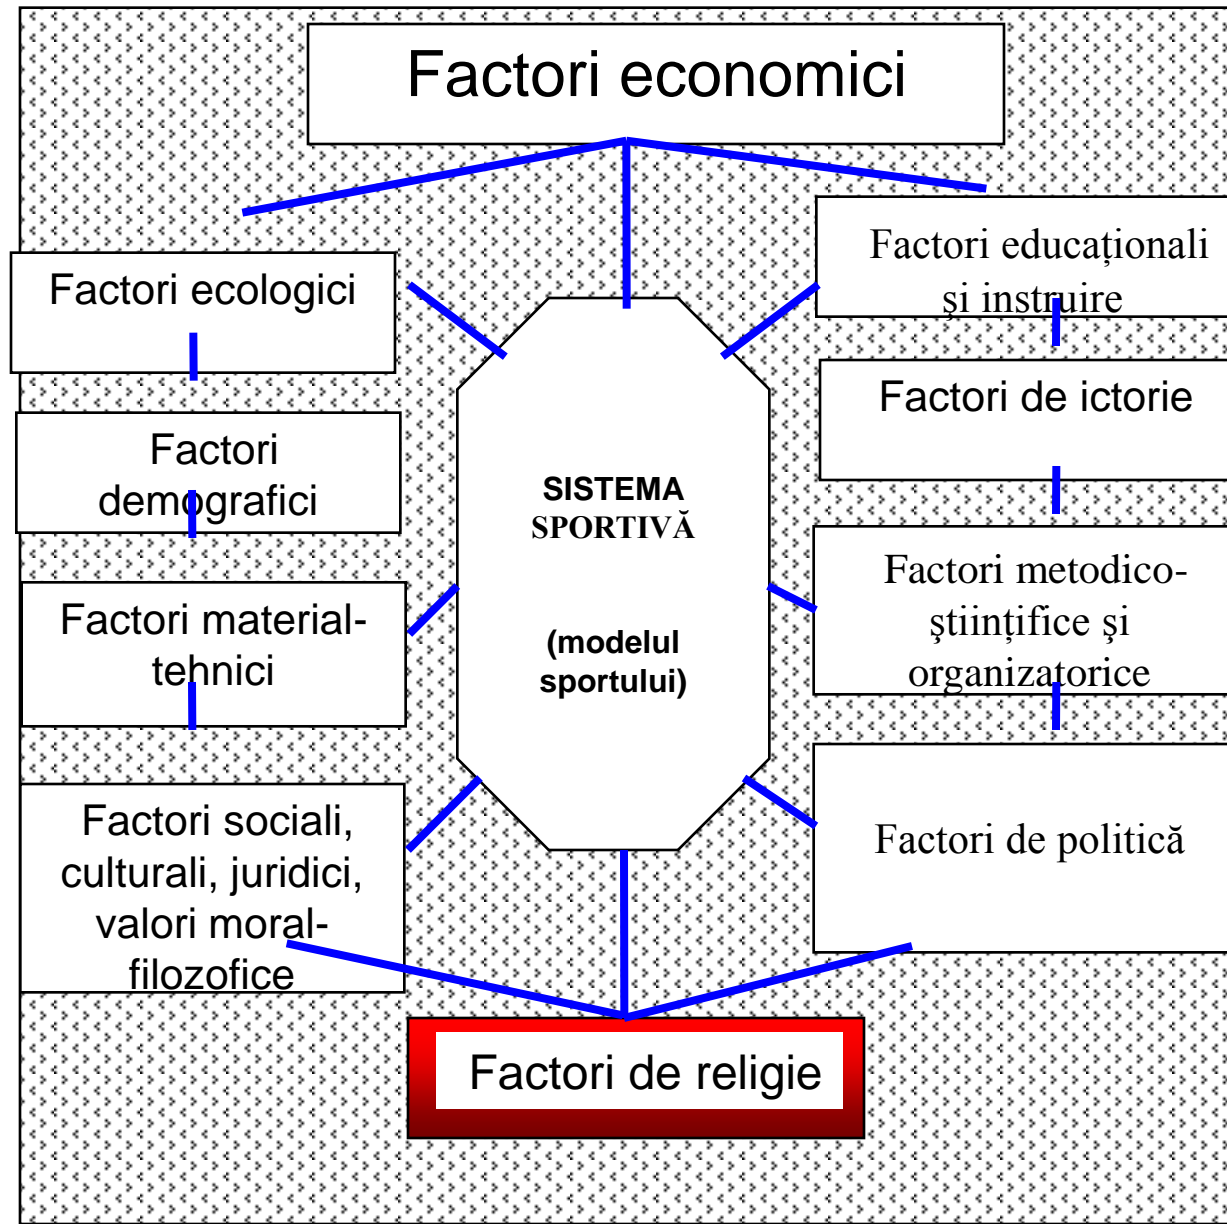 Factori economici
Factori ecologici
Factori educaționali
şi instruire
Factori de ictorie
Factori
demografici
SISTEMA
SPORTIVĂ
(modelul
sportului)
Factori material-
tehnici
Factori metodico-
ştiințifice şi
organizatorice
Factori sociali,
culturali, juridici,
valori moral-
filozofice
Factori de politică
Factori de religie